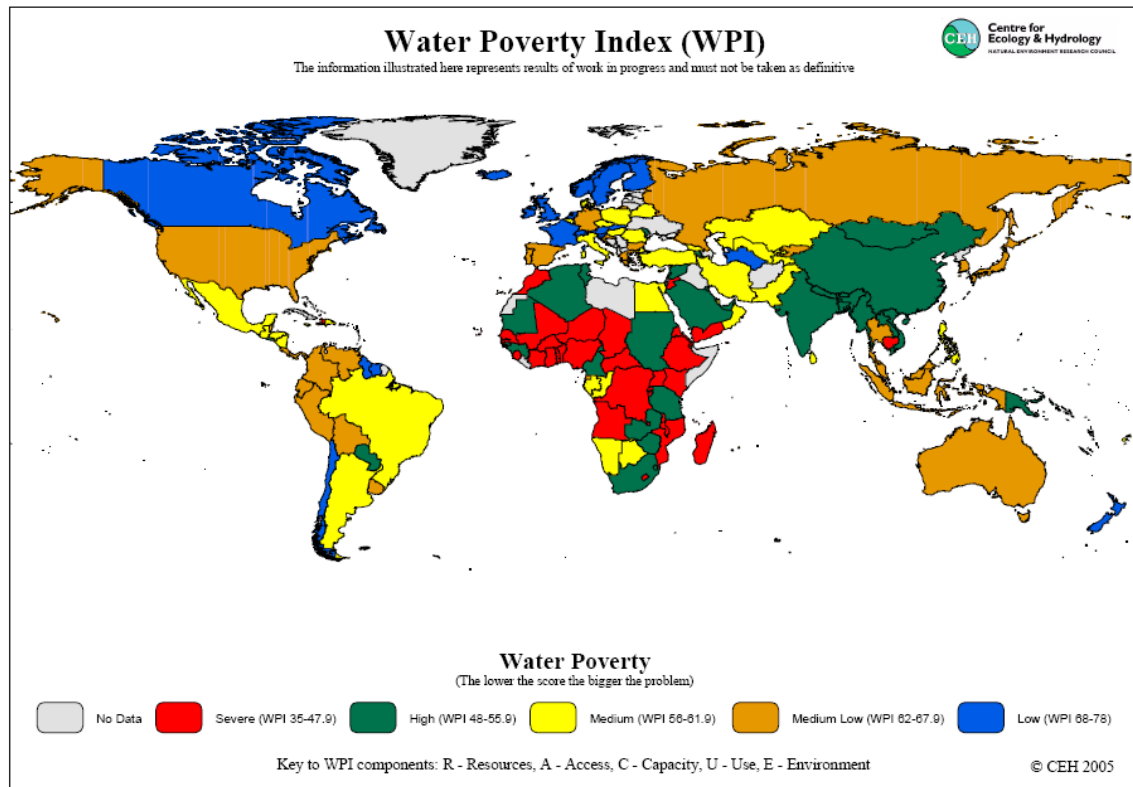 Water Poverty Index (WPI)
The information illustrated here represents results of work in progress and must not be taken as definitive
CEH
Centre for
Ecology & Hydrology
NATURAL ENVIRONMENT RESEARCH COUNCIL
Water Poverty
(The lower the score the bigger the problem)
No Data
Severe (WPI 35-47.9)
High (WPI 48-55.9)
Medium (WPI 56-61.9)
Medium Low (WPI 62-67.9)
Low (WPI 68-78)
Key to WPI components: R - Resources, A - Access, C - Capacity, U - Use, E - Environment
© CEH 2005